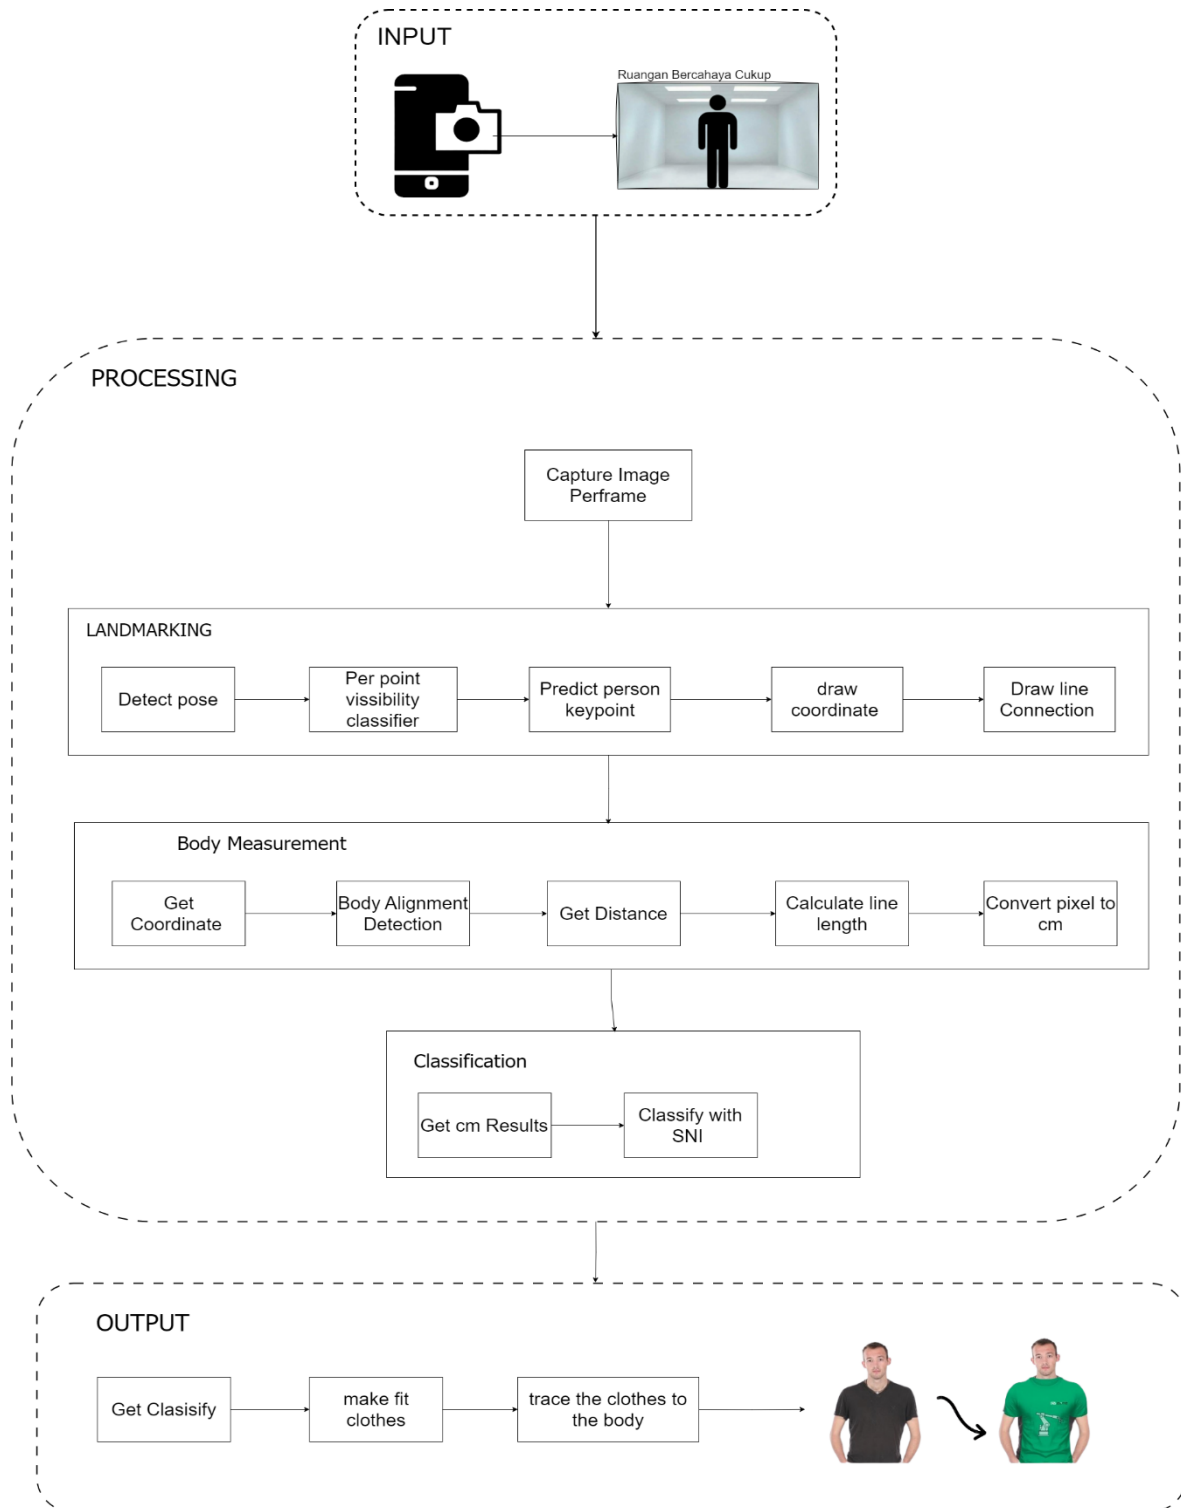 INPUT
Ruangan Bercahaya Cukup
PROCESSING
Capture Image
Perframe
LANDMARKING
Detect pose
Per point
vissibility
classifier
Predict person
keypoint
draw
coordinate
Draw line
Connection
Body Measurement
Get
Coordinate
Body Alignment
Detection
Get Distance
Calculate line
length
Convert pixel to
cm
Classification
Get cm Results
Classify with
SNI
OUTPUT
Get Clasisify
make fit
clothes
trace the clothes to
the body